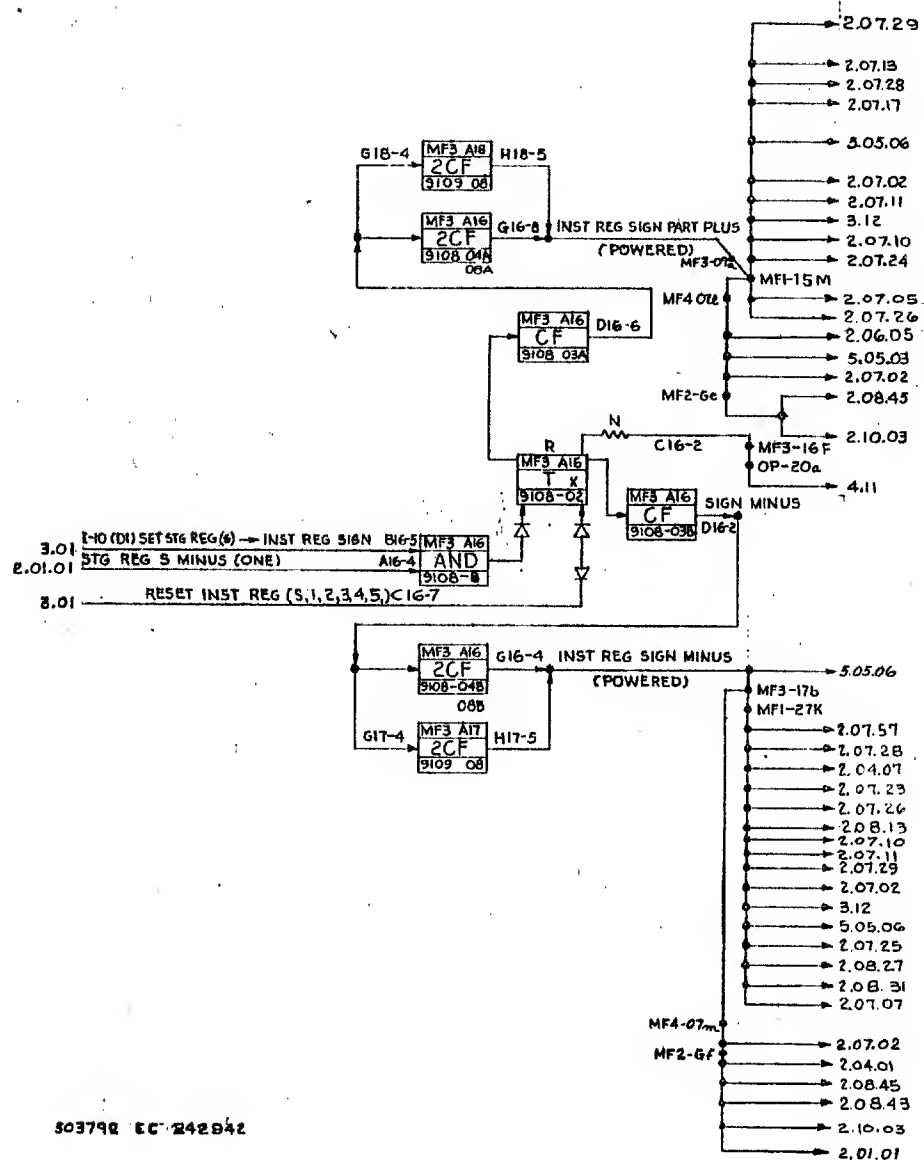 2.07.29
2.07.13
2.07.28
2.07.17
G18-4
MF3 A18
2CF
9109 08
H18-5
3.05.06
2.07.02
2.07.11
3.12
2.07.10
2.07.24
MF3 A16
2CF
9108 04A
08A
G16-8
INST REG SIGN PART PLUS
(POWERED)
MF1-15M
MF4
2.07.05
2.07.26
2.06.05
5.05.03
2.07.02
MF3 A16
CF
9108 03A
D16-6
MF2-Ge
2.08.45
2.10.03
N
C16-2
MF3-16F
OP-20a
4.11
R
MF3 A16
T K
9108-02
MF3 A16
CF
9108-03B
SIGN MINUS
D16-2
3.01
(D1) SET STG REG(S) → INST REG SIGN B16-5
2.01.01
STG REG S MINUS (ONE) A16-4
MF3 A16
AND
9108-B
3.01
RESET INST REG (S,1,2,3,4,5,) C16-7
MF3 A16
2CF
9108-04B
08B
G16-4
INST REG SIGN MINUS
(POWERED)
5.05.06
MF3-17b
MF1-27K
G17-4
MF3 A17
2CF
9109 08
H17-5
2.07.57
2.07.28
2.04.07
2.07.23
2.07.26
2.08.13
2.07.10
2.07.11
2.07.29
2.07.02
3.12
5.05.06
2.07.25
2.08.27
2.08.31
2.07.07
MF4-07m
2.07.02
MF2-Gf
2.04.01
2.08.45
2.08.43
2.10.03
2.01.01